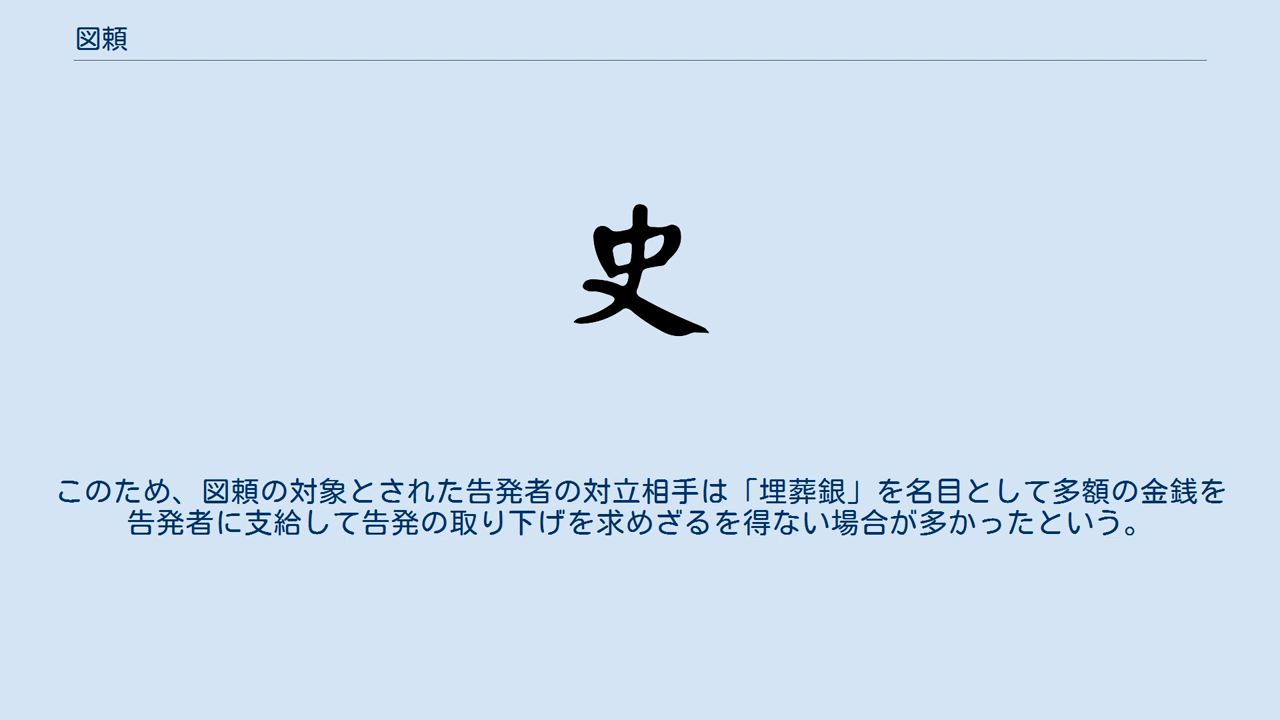 図頼
史
このため、図頼の対象とされた告発者の対立相手は「埋葬銀」を名目として多額の金銭を
告発者に支給して告発の取り下げを求めざるを得ない場合が多かったという。